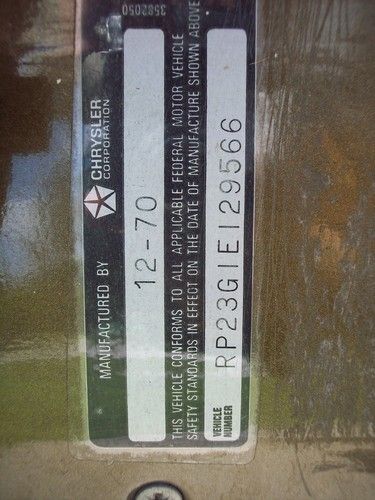 MANUFACTURED BY
CHRYSLER
CORPORATION
12-70
3582050
THIS VEHICLE CONFORMS TO ALL APPLICABLE FEDERAL MOTOR VEHICLE
SAFETY STANDARDS IN EFFECT ON THE DATE OF MANUFACTURE SHOWN ABOVE
VEHICLE
NUMBER
RP23G1E129566